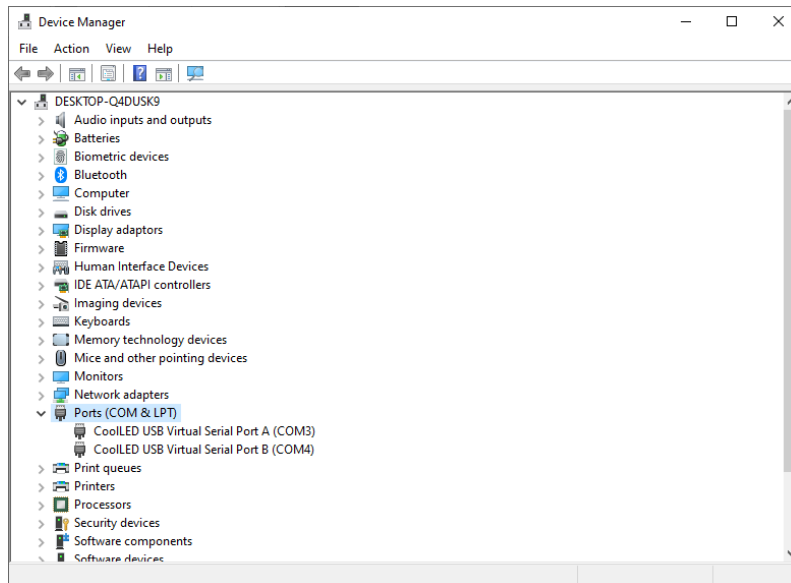 Device Manager
File Action View Help
DESKTOP-Q4DUSK9
Audio inputs and outputs
Batteries
Biometric devices
Bluetooth
Computer
Disk drives
Display adaptors
Firmware
Human Interface Devices
IDE ATA/ATAPI controllers
Imaging devices
Keyboards
Memory technology devices
Mice and other pointing devices
Monitors
Network adapters
Ports (COM & LPT)
CoolLED USB Virtual Serial Port A (COM3)
CoolLED USB Virtual Serial Port B (COM4)
Print queues
Printers
Processors
Security devices
Software components
Software devices